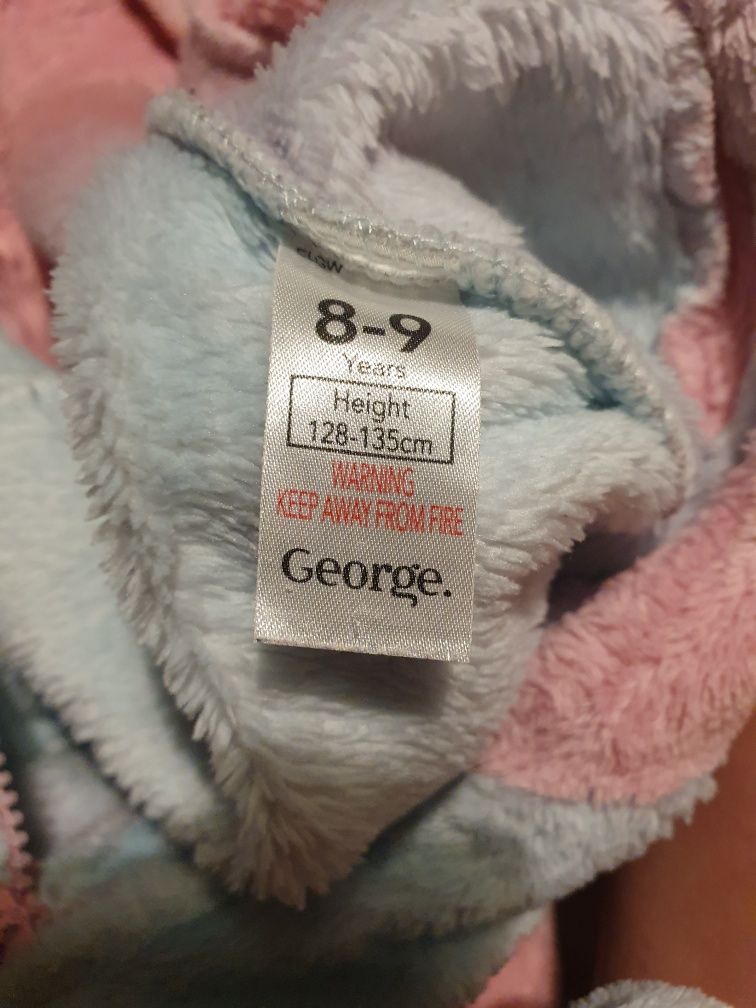 8-9
Years
Height
128-135cm
WARNING
KEEP AWAY FROM FIRE
George.